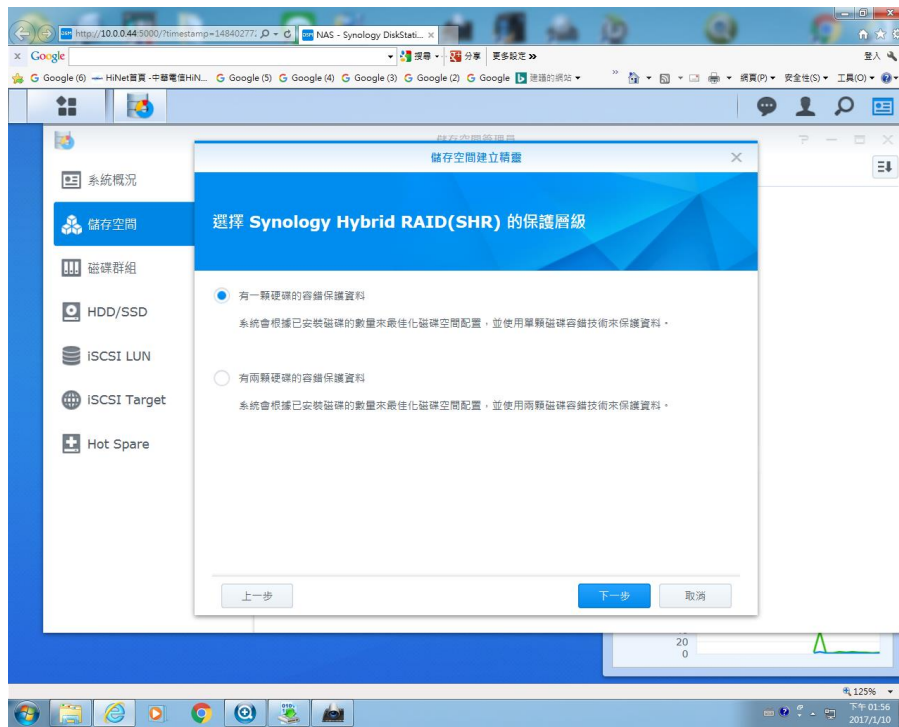 http://10.0.0.44:5000/?timestamp=148402772
NAS - Synology DiskStati...
Google
搜尋
分享
更多設定 »
登入
Google (6)
HiNet首頁 -中華電信HiN...
Google (5)
Google (4)
Google (3)
Google (2)
Google
建議的網站
網頁(P)
安全性(S)
工具(O)
儲存空間管理員
儲存空間建立精靈
系統概況
儲存空間
磁碟群組
HDD/SSD
iSCSI LUN
iSCSI Target
Hot Spare
選擇 Synology Hybrid RAID(SHR) 的保護層級
有一顆硬碟的容錯保護資料
系統會根據已安裝磁碟的數量來最佳化磁碟空間配置，並使用單顆磁碟容錯技術來保護資料。
有兩顆硬碟的容錯保護資料
系統會根據已安裝磁碟的數量來最佳化磁碟空間配置，並使用兩顆磁碟容錯技術來保護資料。
上一步
下一步
取消
20
0
125%
下午 01:56
2017/1/10